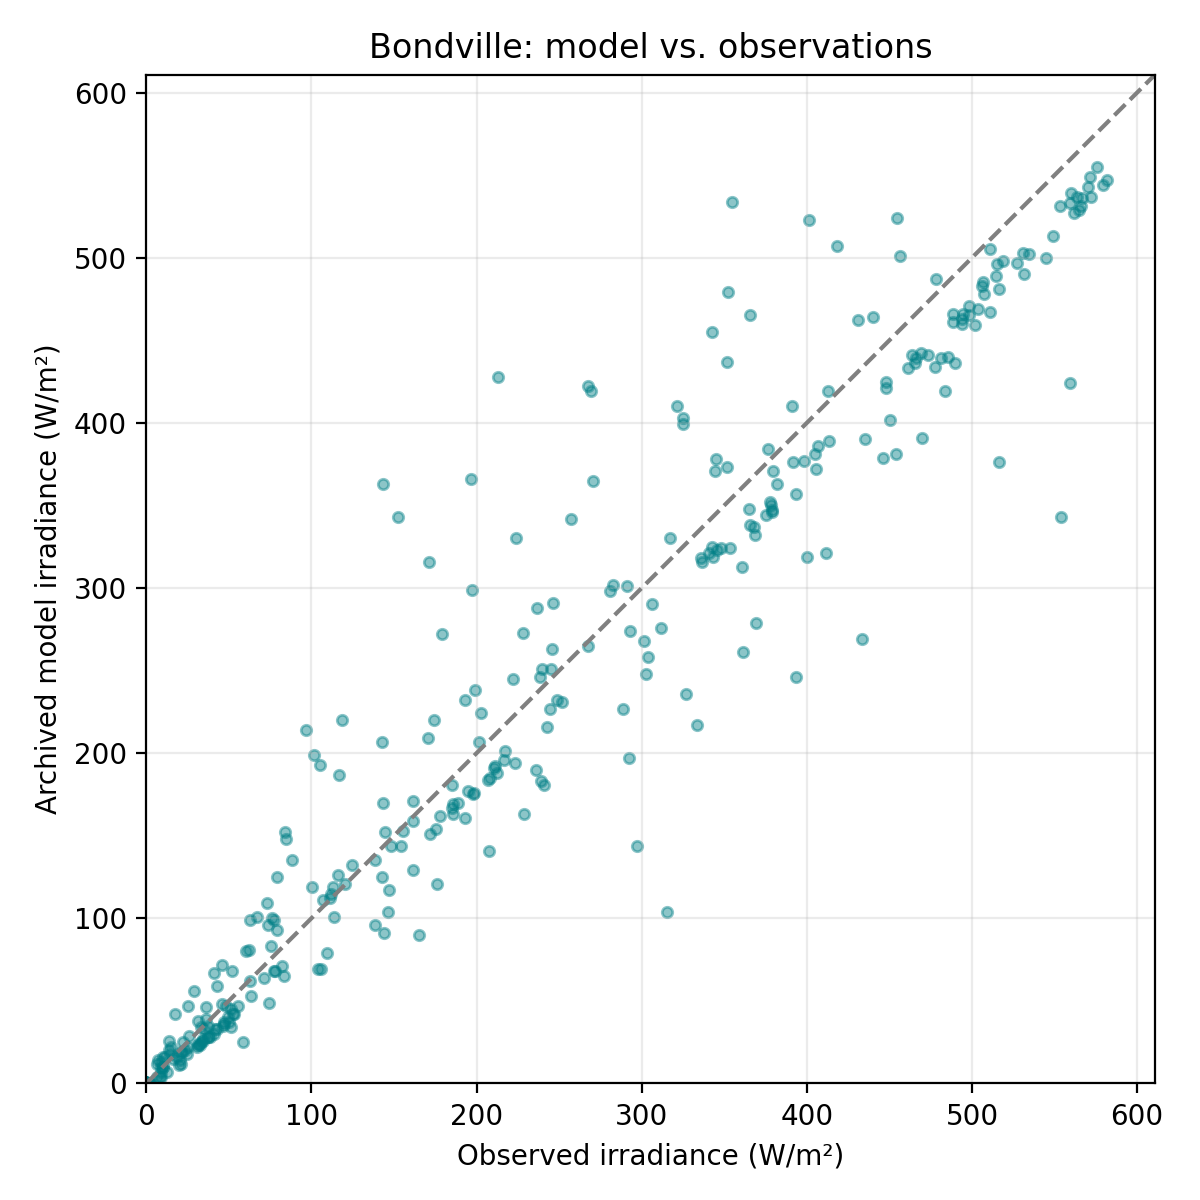 Bondville: model vs. observations
Archived model irradiance (W/m²)
600
500
400
300
200
100
0
0 100 200 300 400 500 600
Observed irradiance (W/m²)